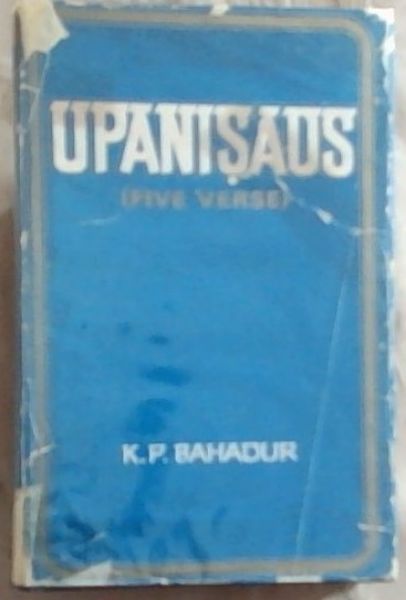 UPANIṢADS
(FIVE VERSE)
K. P. BAHADUR